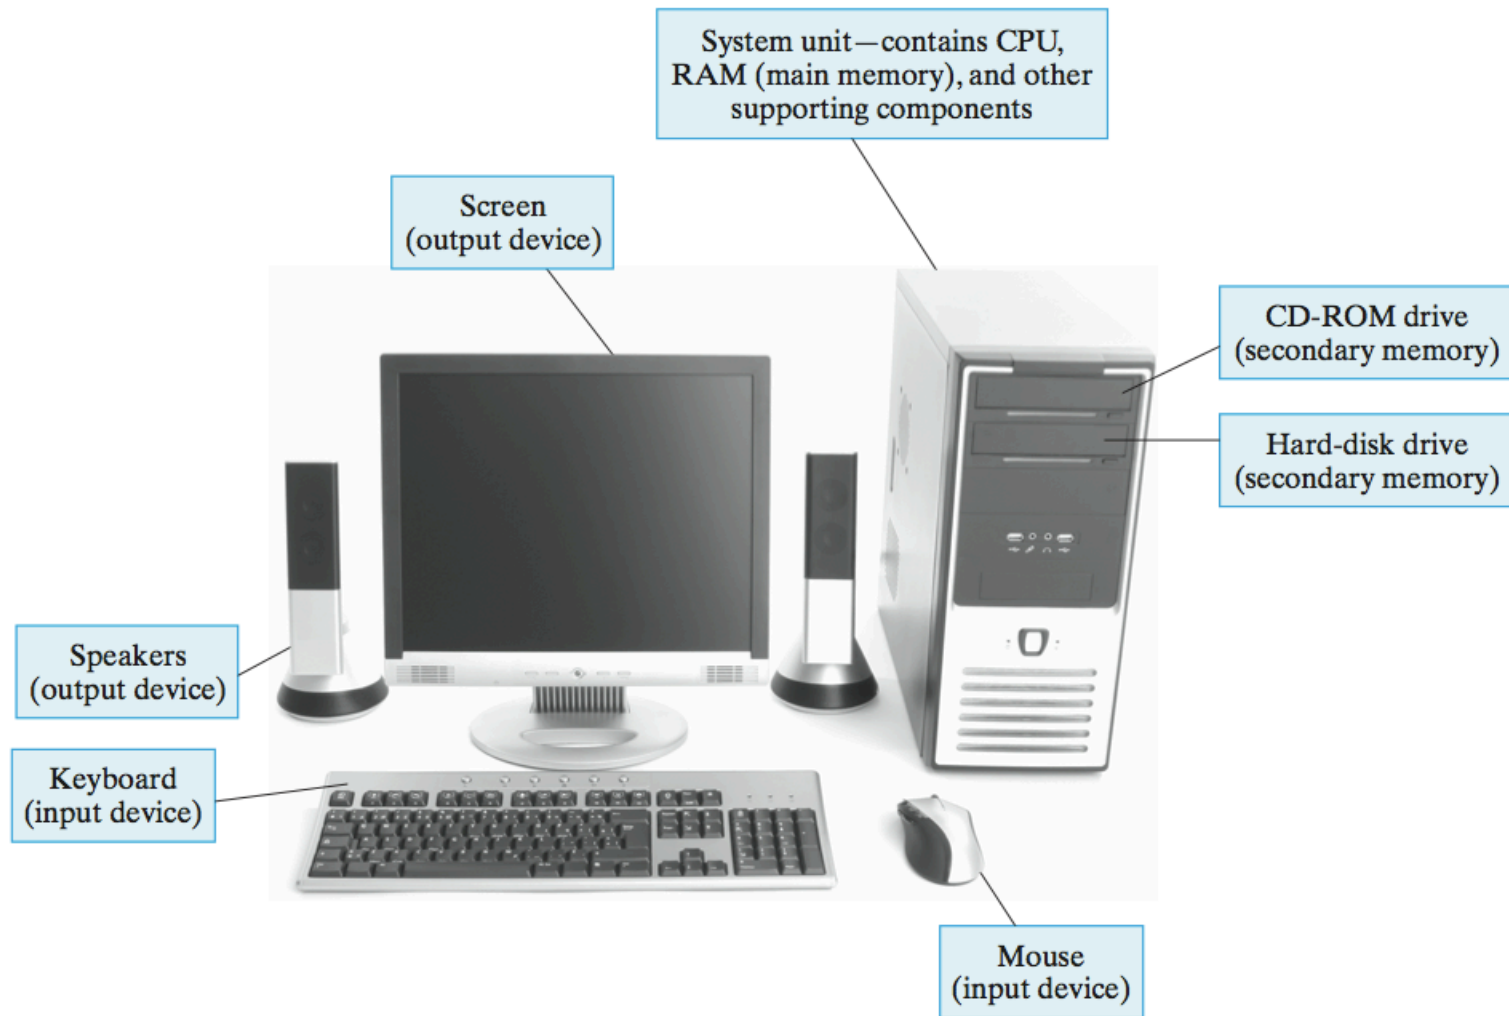 System unit—contains CPU,
RAM (main memory), and other
supporting components
Screen
(output device)
CD-ROM drive
(secondary memory)
Hard-disk drive
(secondary memory)
Speakers
(output device)
Keyboard
(input device)
Mouse
(input device)